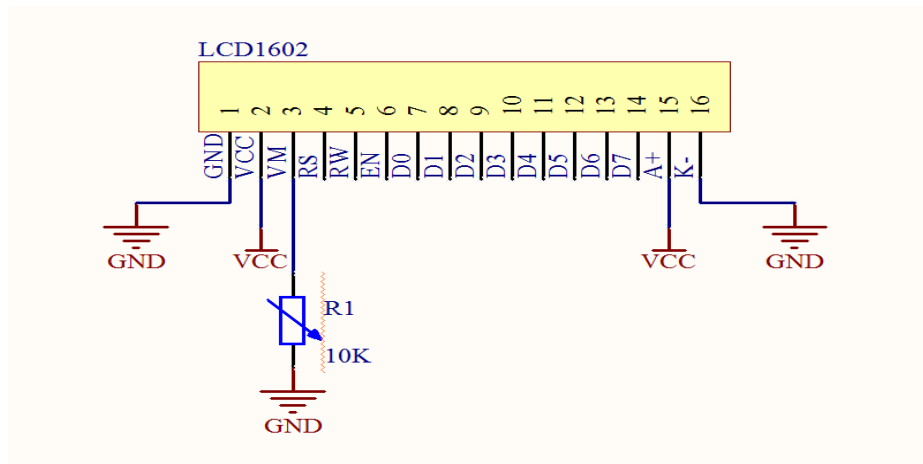 LCD1602
1 2 3 4 5 6 7 8 9 10 11 12 13 14 15 16
GND VCC VM RS RW EN D0 D1 D2 D3 D4 D5 D6 D7 A+ K-
GND VCC VCC GND
R1
10K
GND